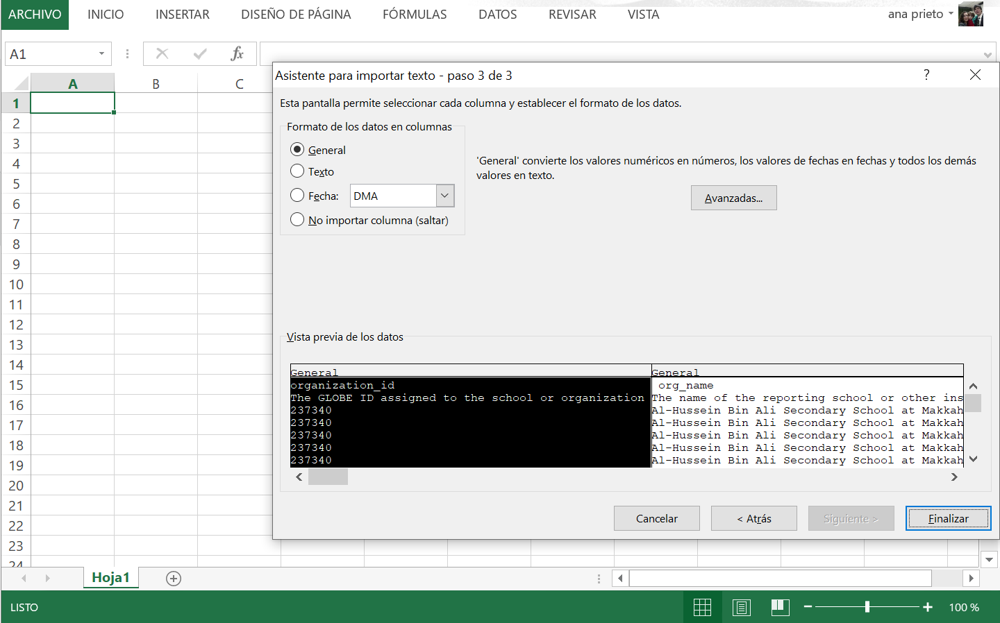 ARCHIVO INICIO INSERTAR DISEÑO DE PÁGINA FÓRMULAS DATOS REVISAR VISTA ana prieto
A1 fx
A B C
Asistente para importar texto - paso 3 de 3 ?
Esta pantalla permite seleccionar cada columna y establecer el formato de los datos.
Formato de los datos en columnas
General
Texto
Fecha: DMA
No importar columna (saltar)
'General' convierte los valores numéricos en números, los valores de fechas en fechas y todos los demás
valores en texto.
Avanzadas...
Vista previa de los datos
General General
organization_id org_name
The GLOBE ID assigned to the school or organization The name of the reporting school or other ins
237340 Al-Hussein Bin Ali Secondary School at Makkah
237340 Al-Hussein Bin Ali Secondary School at Makkah
237340 Al-Hussein Bin Ali Secondary School at Makkah
237340 Al-Hussein Bin Ali Secondary School at Makkah
237340 Al-Hussein Bin Ali Secondary School at Makkah
Cancelar < Atrás Siguiente > Finalizar
1
2
3
4
5
6
7
8
9
10
11
12
13
14
15
16
17
18
19
20
21
22
23
24
Hoja1
LISTO 100 %